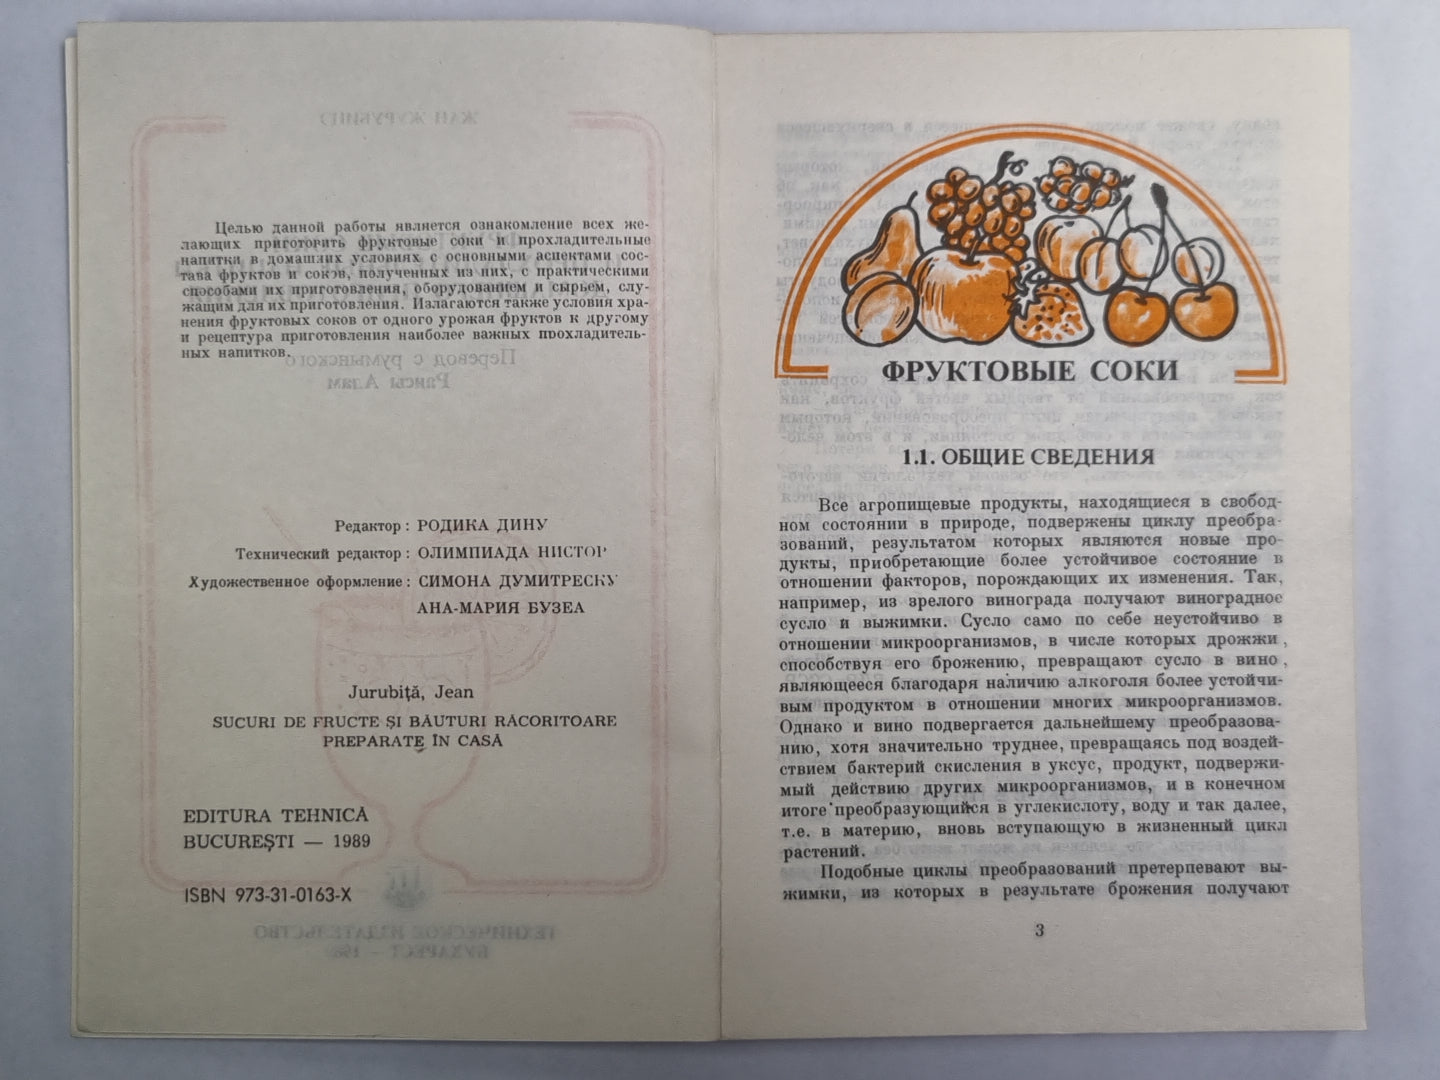 Целью данной работы является ознакомление всех же-
лающих приготорить фруктовые соки и прохладительные
напитки в домашних условиях с основными аспектами сос-
тава фруктов и соков, полученных из них, с практическими
способами их приготовления, оборудованием и сырьем, слу-
жащим для их приготовления. Излагаются также условия хра-
нения фруктовых соков от одного урожая фруктов к другому
и рецептура приготовления наиболее важных прохладитель-
ных напитков.
Перевод с румынского
Раисы Адам
Редактор: РОДИКА ДИНУ
Технический редактор: ОЛИМПИАДА НИСТОР
Художественное оформление: СИМОНА ДУМИТРЕСКУ
АНА-МАРИЯ БУЗЕА
Jurubiţă, Jean
SUCURI DE FRUCTE ŞI BĂUTURI RĂCORITOARE
PREPARATE ÎN CASĂ
EDITURA TEHNICĂ
BUCUREŞTI — 1989
ISBN 973-31-0163-X
ФРУКТОВЫЕ СОКИ
1.1. ОБЩИЕ СВЕДЕНИЯ
Все агропищевые продукты, находящиеся в свобод-
ном состоянии в природе, подвержены циклу преобра-
зований, результатом которых являются новые про-
дукты, приобретающие более устойчивое состояние в
отношении факторов, порождающих их изменения. Так,
например, из зрелого винограда получают виноградное
сусло и выжимки. Сусло само по себе неустойчиво в
отношении микроорганизмов, в числе которых дрожжи,
способствуя его брожению, превращают сусло в вино,
являющееся благодаря наличию алкоголя более устойчи-
вым продуктом в отношении многих микроорганизмов.
Однако и вино подвергается дальнейшему преобразова-
нию, хотя значительно труднее, превращаясь под воздей-
ствием бактерий скисления в уксус, продукт, подвержи-
мый действию других микроорганизмов, и в конечном
итоге преобразующийся в углекислоту, воду и так далее,
т.е. в материю, вновь вступающую в жизненный цикл
растений.
Подобные циклы преобразований претерпевают вы-
жимки, из которых в результате брожения получают
3